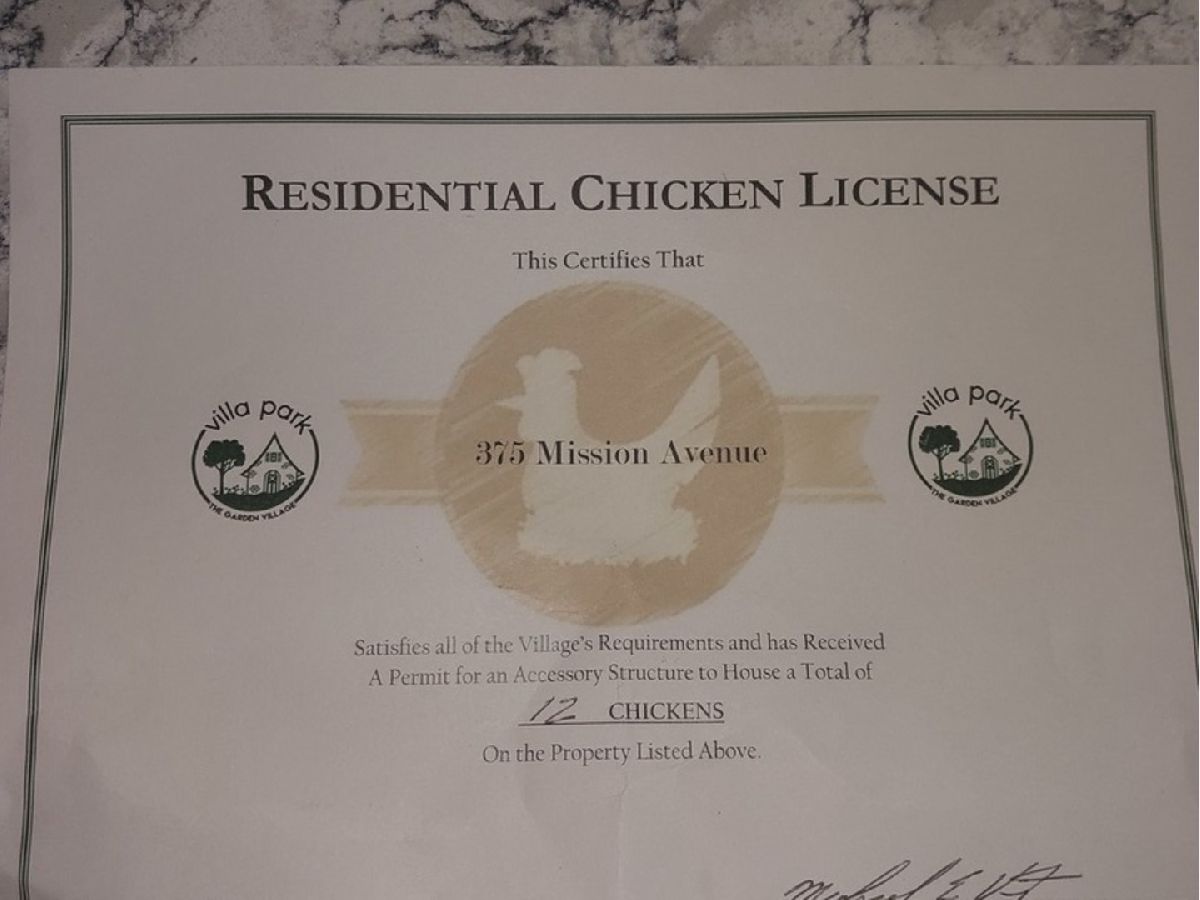 RESIDENTIAL CHICKEN LICENSE
This Certifies That
villa park
THE GARDEN VILLAGE
375 Mission Avenue
villa park
THE GARDEN VILLAGE
Satisfies all of the Village's Requirements and has Received
A Permit for an Accessory Structure to House a Total of
12 CHICKENS
On the Property Listed Above.